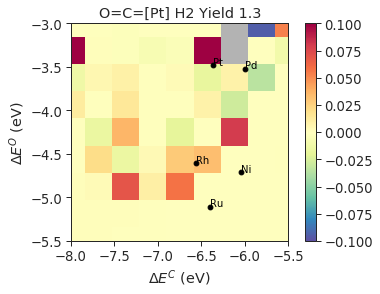 O=C=[Pt] H2 Yield 1.3
−3.0
−3.5
−4.0
−4.5
−5.0
−5.5
ΔE^O (eV)
Pt
Pd
Rh
Ni
Ru
−8.0 −7.5 −7.0 −6.5 −6.0 −5.5
ΔE^C (eV)
0.100
0.075
0.050
0.025
0.000
−0.025
−0.050
−0.075
−0.100